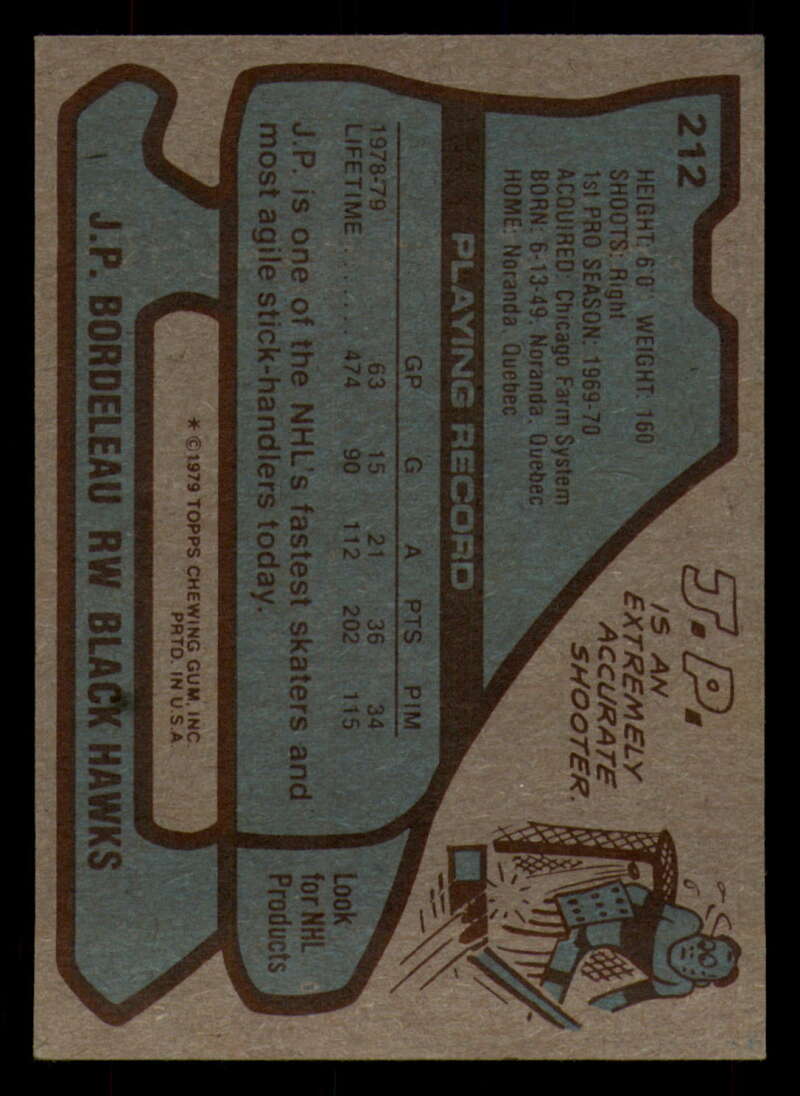 212
HEIGHT: 6'0" WEIGHT: 160
SHOOTS: Right
1st PRO SEASON: 1969-70
ACQUIRED: Chicago Farm System
BORN: 6-13-49, Noranda, Quebec
HOME: Noranda, Quebec
J.P.
IS AN
EXTREMELY
ACCURATE
SHOOTER.
PLAYING RECORD
GP G A PTS PIM
1978-79 63 15 21 36 34
LIFETIME........ 474 90 112 202 115
J.P. is one of the NHL's fastest skaters and
most agile stick-handlers today.
Look
for NHL
Products
* ©1979 TOPPS CHEWING GUM, INC.
PRTD. IN U.S.A.
J.P. BORDELEAU RW BLACK HAWKS